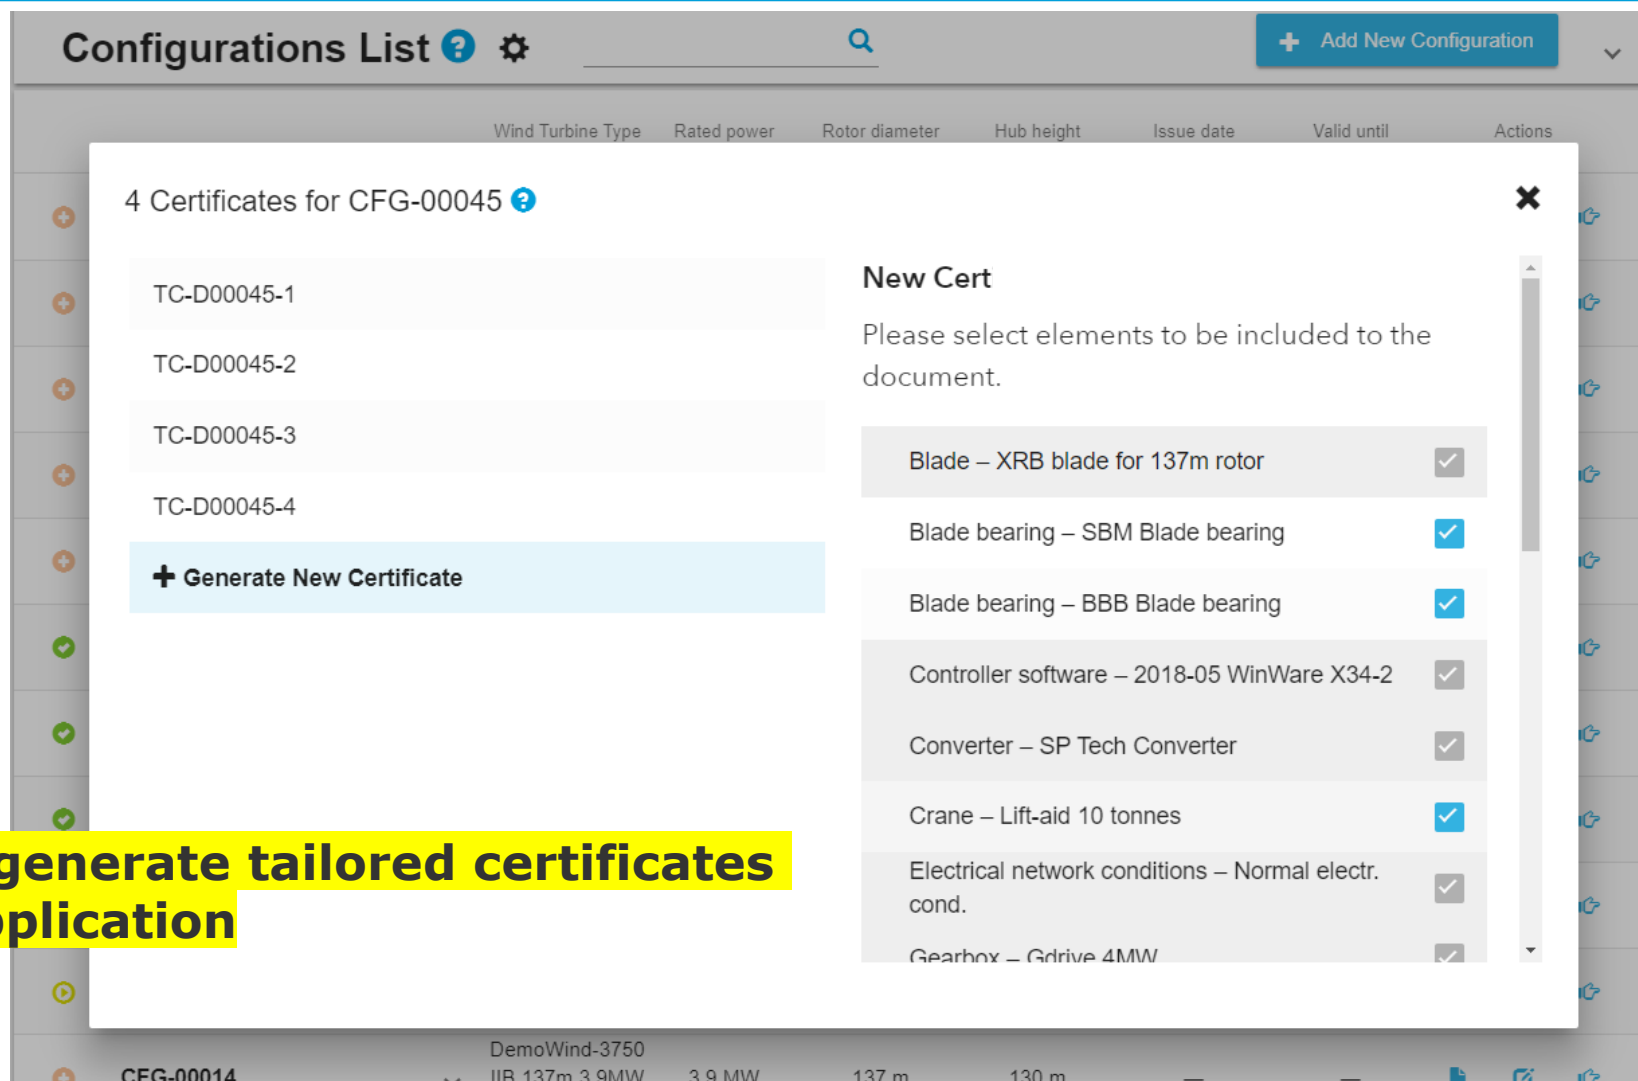 Configurations List
Add New Configuration
Wind Turbine Type Rated power Rotor diameter Hub height Issue date Valid until Actions
4 Certificates for CFG-00045
TC-D00045-1
TC-D00045-2
TC-D00045-3
TC-D00045-4
Generate New Certificate
New Cert
Please select elements to be included to the
document.
Blade – XRB blade for 137m rotor
Blade bearing – SBM Blade bearing
Blade bearing – BBB Blade bearing
Controller software – 2018-05 WinWare X34-2
Converter – SP Tech Converter
Crane – Lift-aid 10 tonnes
Electrical network conditions – Normal electr.
cond.
Gearbox – Gdrive 4MW
generate tailored certificates
pplication
DemoWind-3750
CFG-00014 IIB 137m 3.9MW 3.9 MW 137 m 130 m — —